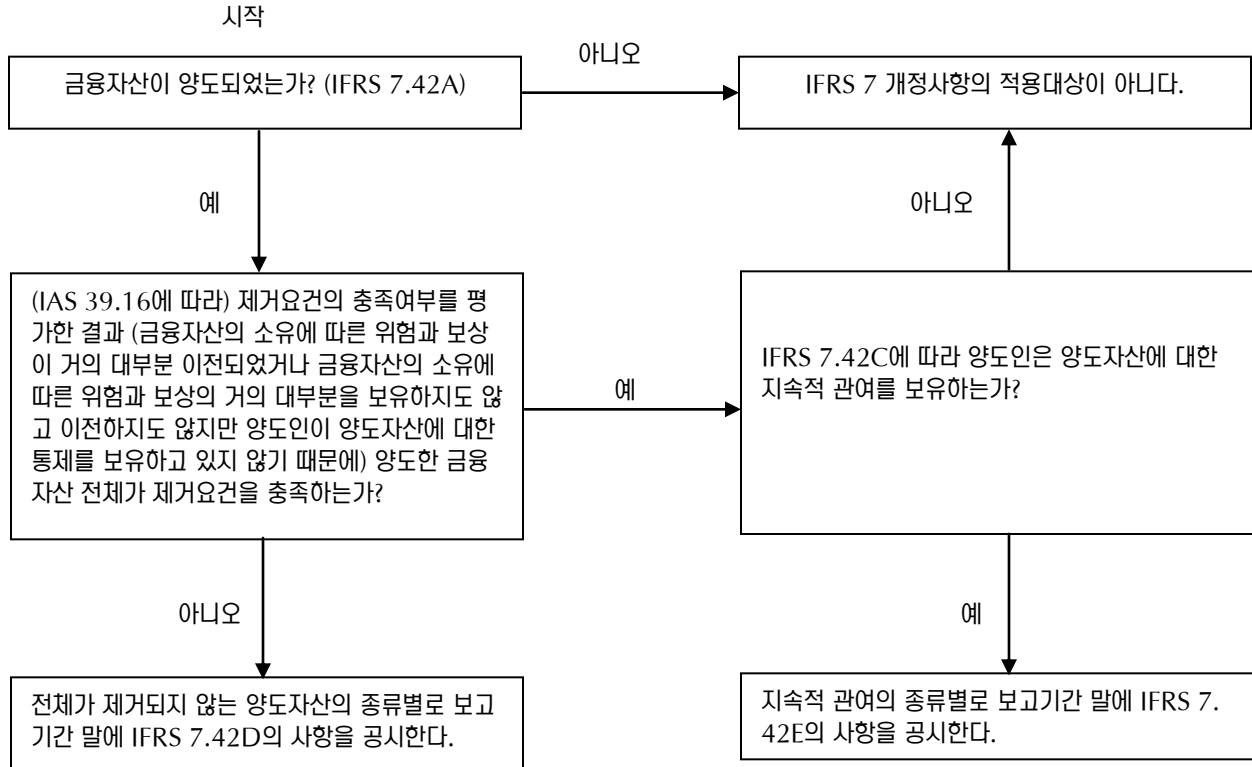 시작
금융자산이 양도되었는가? (IFRS 7.42A)
아니오
IFRS 7 개정사항의 적용대상이 아니다.
예
아니오
(IAS 39.16에 따라) 제거요건의 충족여부를 평
가한 결과 (금융자산의 소유에 따른 위험과 보상
이 거의 대부분 이전되었거나 금융자산의 소유에
따른 위험과 보상의 거의 대부분을 보유하지도 않
고 이전하지도 않지만 양도인이 양도자산에 대한
통제를 보유하고 있지 않기 때문에) 양도한 금융
자산 전체가 제거요건을 충족하는가?
예
IFRS 7.42C에 따라 양도인은 양도자산에 대한
지속적 관여를 보유하는가?
아니오
예
전체가 제거되지 않는 양도자산의 종류별로 보고
기간 말에 IFRS 7.42D의 사항을 공시한다.
지속적 관여의 종류별로 보고기간 말에 IFRS 7.
42E의 사항을 공시한다.